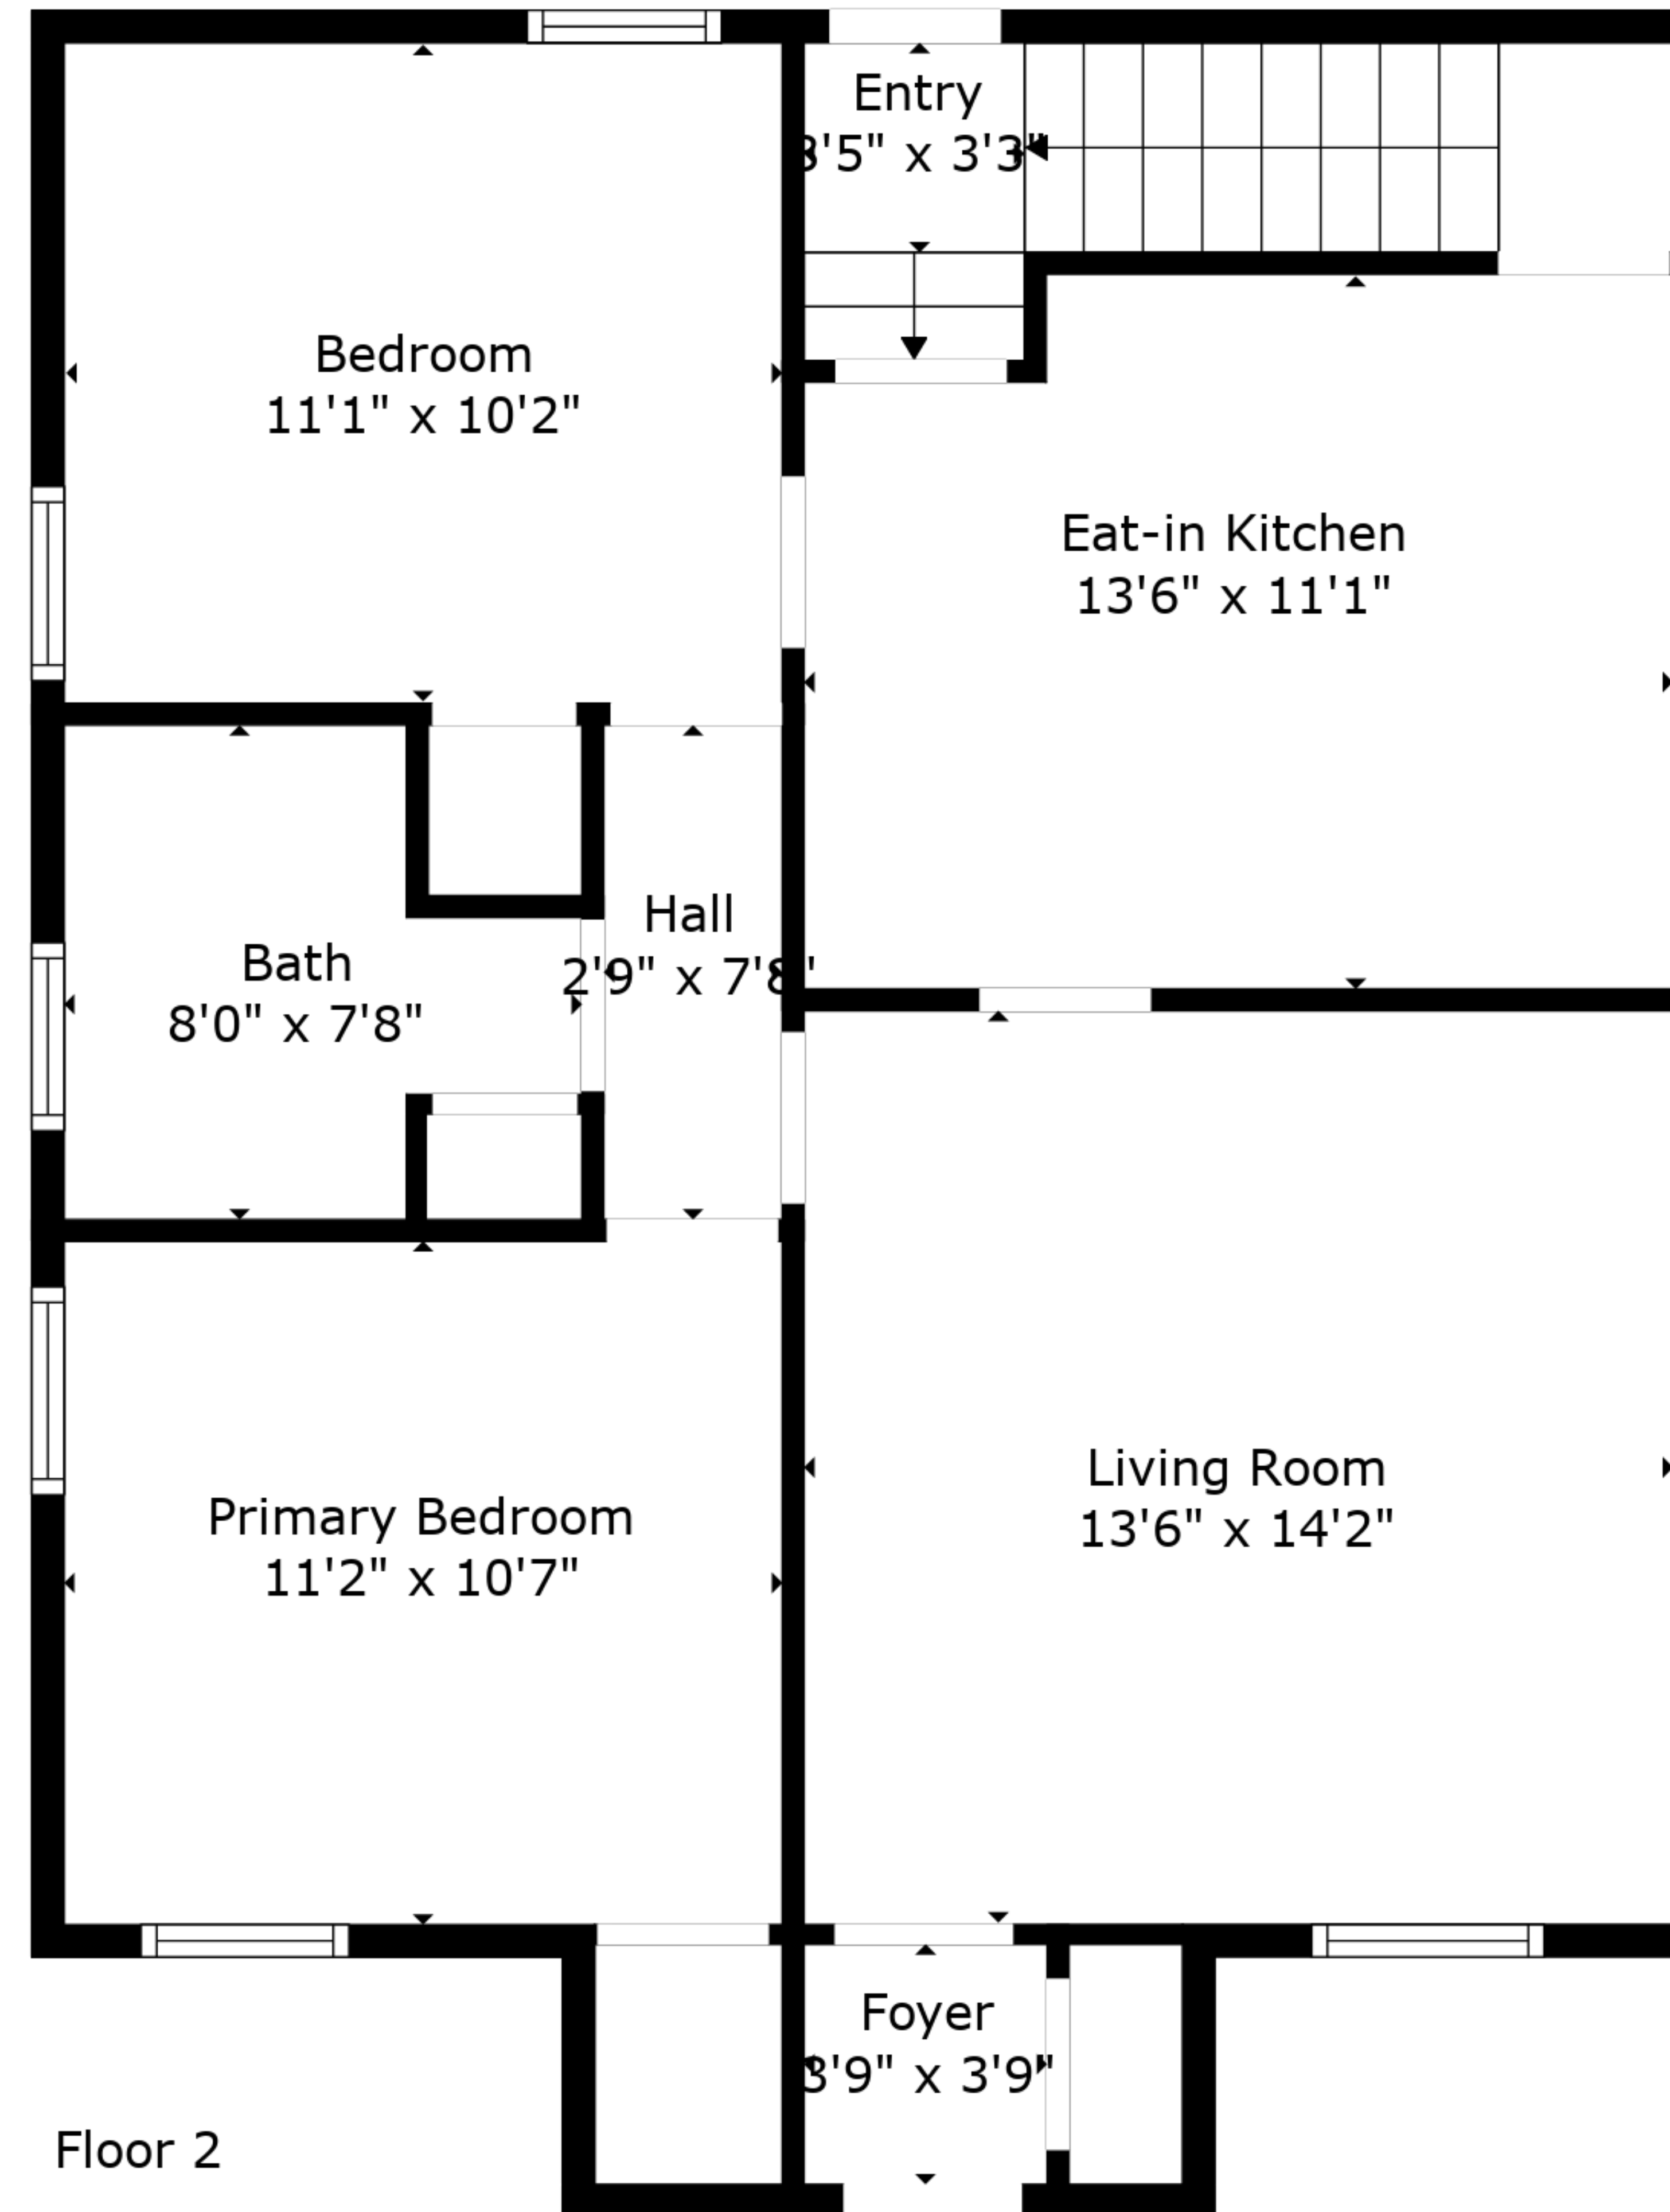 Entry
3'5" x 3'3"
Bedroom
11'1" x 10'2"
Eat-in Kitchen
13'6" x 11'1"
Hall
2'9" x 7'8"
Bath
8'0" x 7'8"
Living Room
13'6" x 14'2"
Primary Bedroom
11'2" x 10'7"
Foyer
3'9" x 3'9"
Floor 2